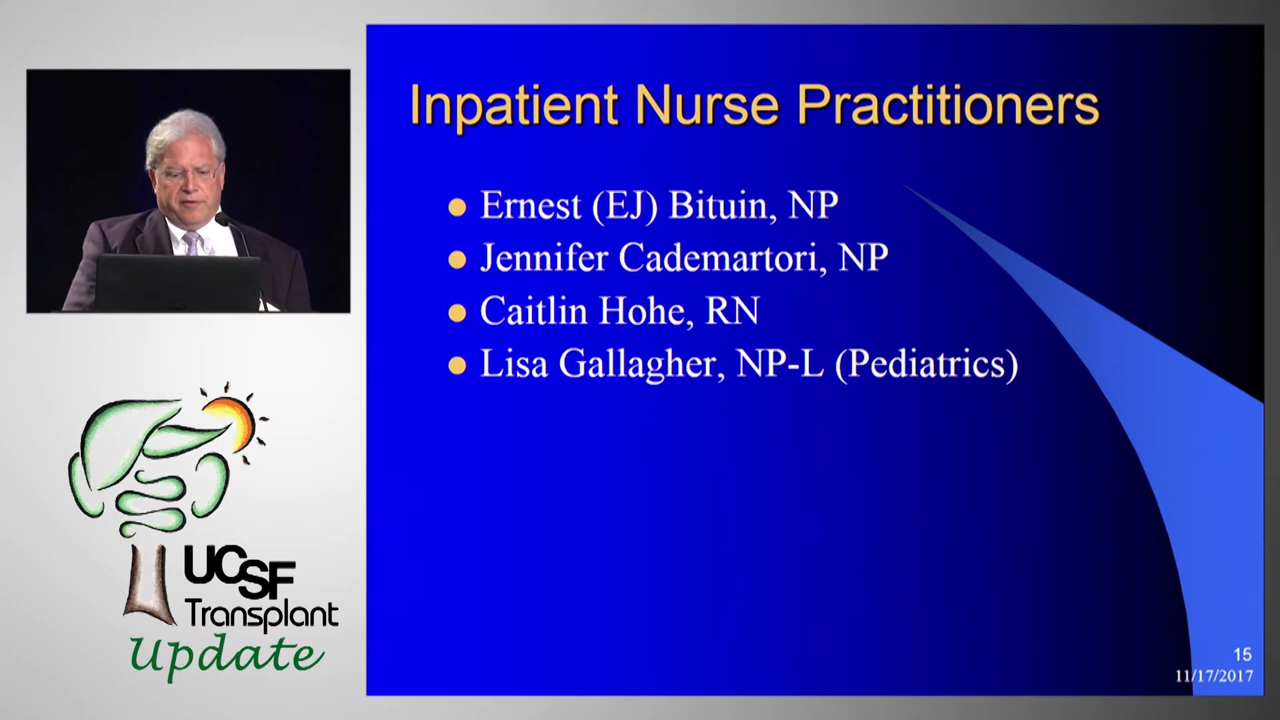 Inpatient Nurse Practitioners
Ernest (EJ) Bituin, NP
Jennifer Cademartori, NP
Caitlin Hohe, RN
Lisa Gallagher, NP-L (Pediatrics)
UCSF
Transplant
Update
15
11/17/2017